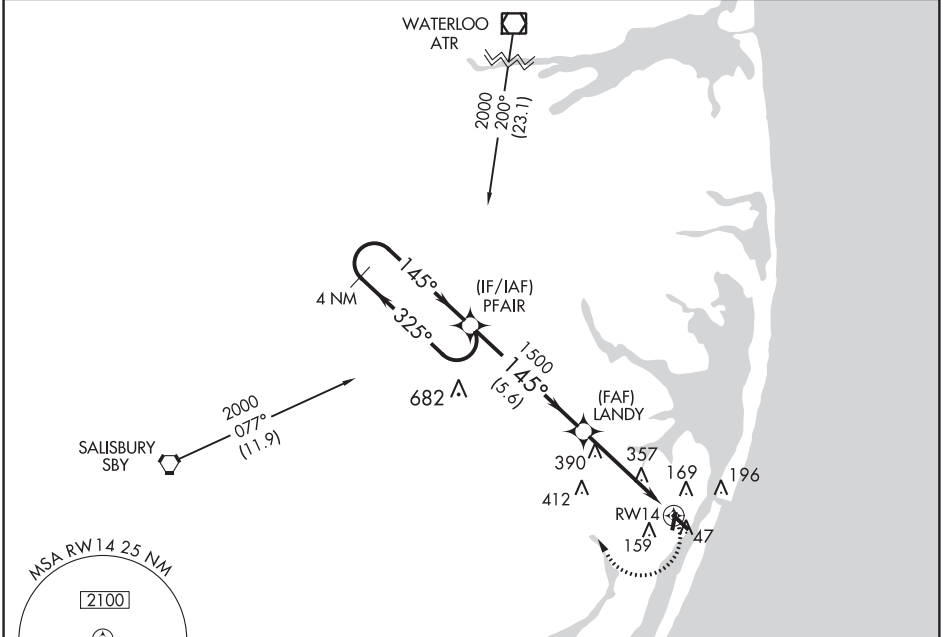 WATERLOO
ATR
2000
200°
(23.1)
145°
4 NM
325°
(IF/IAF)
PFAIR
1500
145°
(5.6)
682
2000
077°
(11.9)
SALISBURY
SBY
(FAF)
LANDY
390
357
169
196
412
RW14
159
47
MSA RW14 25 NM
2100